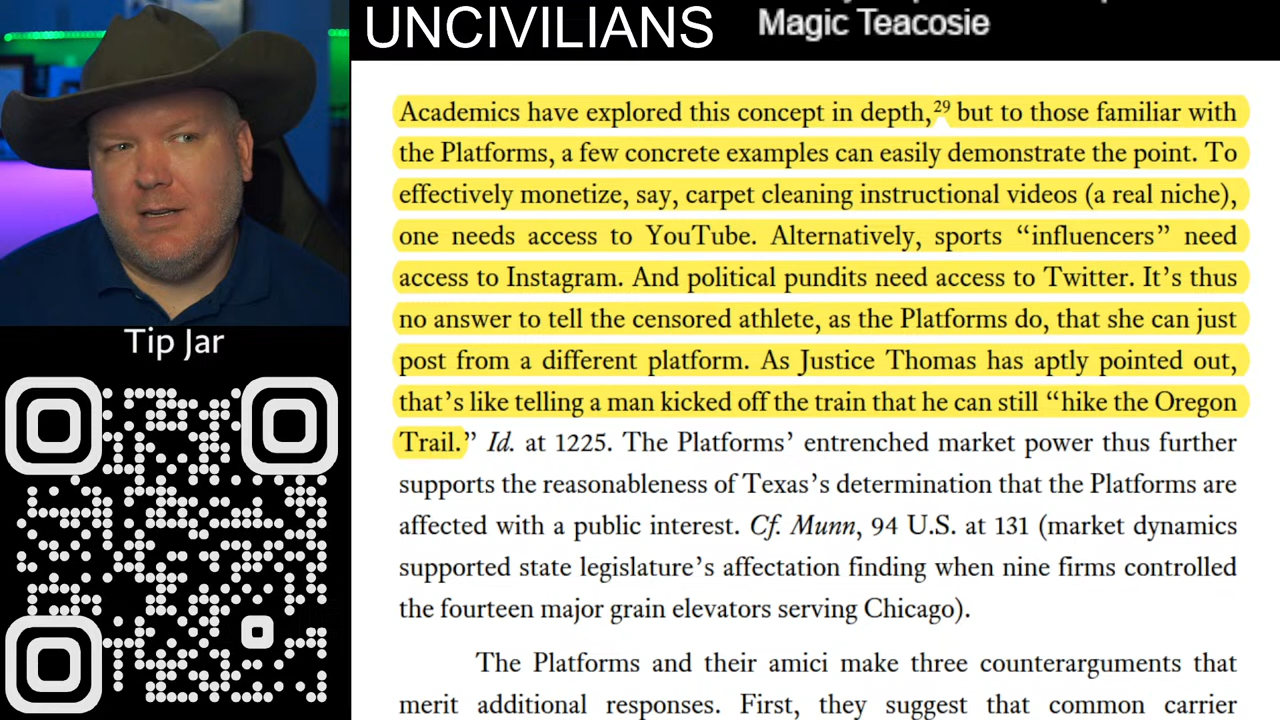 UNCIVILIANS
Magic Teacosie
Tip Jar
Academics have explored this concept in depth,29 but to those familiar with
the Platforms, a few concrete examples can easily demonstrate the point. To
effectively monetize, say, carpet cleaning instructional videos (a real niche),
one needs access to YouTube. Alternatively, sports “influencers” need
access to Instagram. And political pundits need access to Twitter. It’s thus
no answer to tell the censored athlete, as the Platforms do, that she can just
post from a different platform. As Justice Thomas has aptly pointed out,
that’s like telling a man kicked off the train that he can still “hike the Oregon
Trail.” Id. at 1225. The Platforms’ entrenched market power thus further
supports the reasonableness of Texas’s determination that the Platforms are
affected with a public interest. Cf. Munn, 94 U.S. at 131 (market dynamics
supported state legislature’s affectation finding when nine firms controlled
the fourteen major grain elevators serving Chicago).
The Platforms and their amici make three counterarguments that
merit additional responses. First, they suggest that common carrier